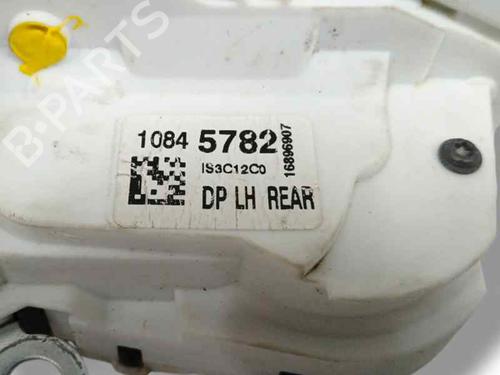 B-PARTS
1084 5782
IS3C12C0
16896907
DP LH REAR